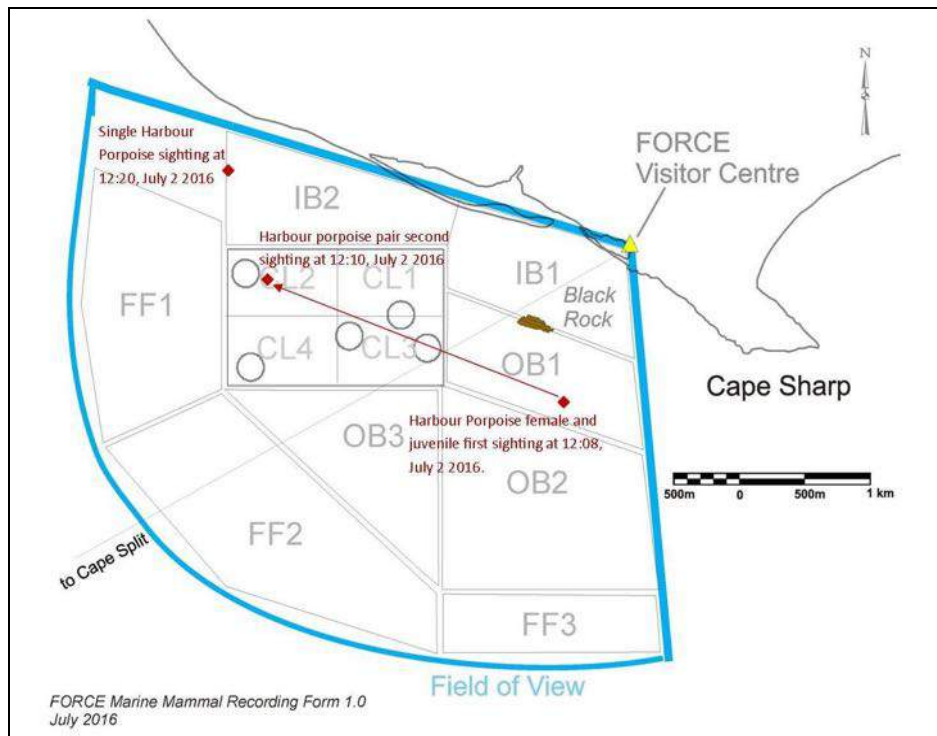 N
Single Harbour
Porpoise sighting at
12:20, July 2 2016
FORCE
Visitor Centre
IB2
Harbour porpoise pair second
sighting at 12:10, July 2 2016
CL2
CL1
IB1
Black
Rock
FF1
CL4
CL3
OB1
Cape Sharp
Harbour Porpoise female and
juvenile first sighting at 12:08,
July 2 2016.
OB3
OB2
500m
0
500m
1 km
FF2
to Cape Split
FF3
Field of View
FORCE Marine Mammal Recording Form 1.0
July 2016